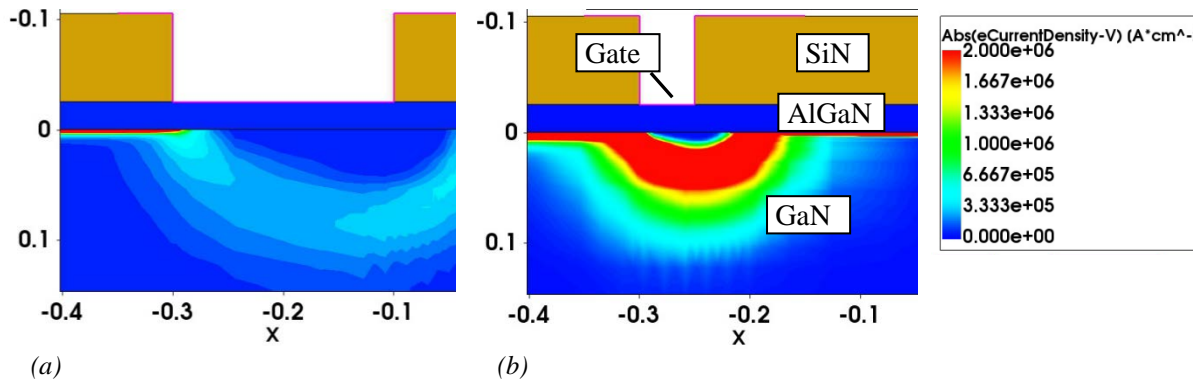 -0.1
0
0.1
-0.4
-0.3
-0.2
-0.1
X
(a)
-0.1
0
0.1
Gate
SiN
AlGaN
GaN
-0.4
-0.3
-0.2
-0.1
X
(b)
Abs(eCurrentDensity-V) (A*cm^-
2.000e+06
1.667e+06
1.333e+06
1.000e+06
6.667e+05
3.333e+05
0.000e+00